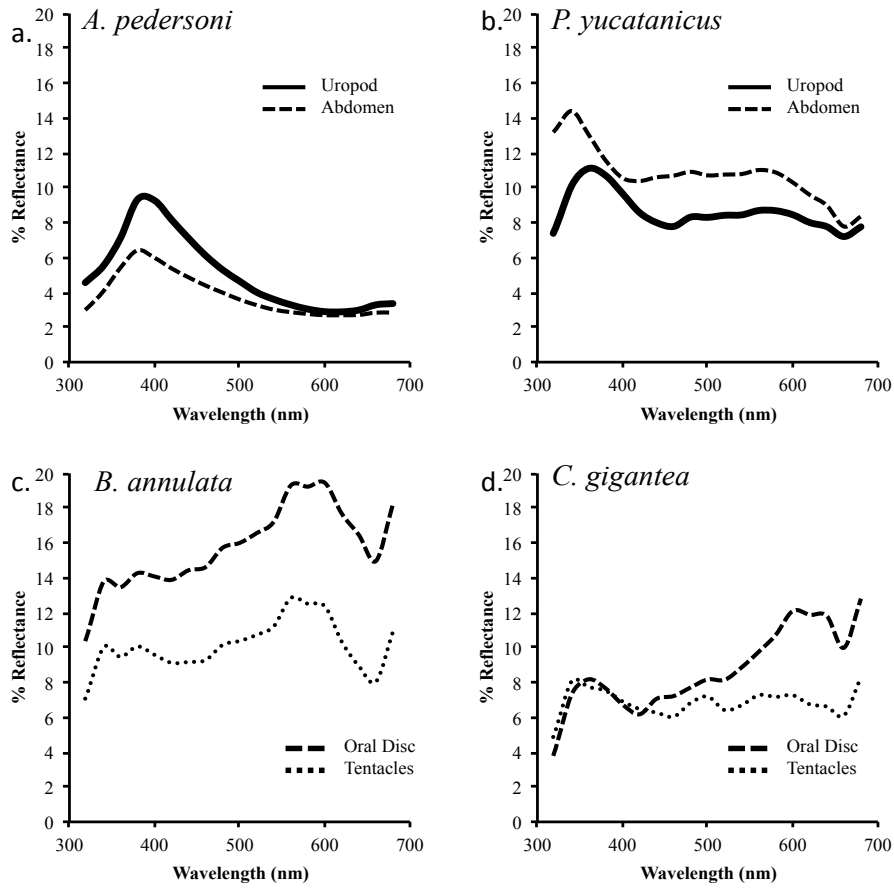 a. A. pedersoni
20
18
16
14
12
10
8
6
4
2
0
% Reflectance
Uropod
Abdomen
300 400 500 600 700
Wavelength (nm)
b. P. yucatanicus
20
18
16
14
12
10
8
6
4
2
0
% Reflectance
Uropod
Abdomen
300 400 500 600 700
Wavelength (nm)
c. B. annulata
20
18
16
14
12
10
8
6
4
2
0
% Reflectance
Oral Disc
Tentacles
300 400 500 600 700
Wavelength (nm)
d. C. gigantea
20
18
16
14
12
10
8
6
4
2
0
% Reflectance
Oral Disc
Tentacles
300 400 500 600 700
Wavelength (nm)